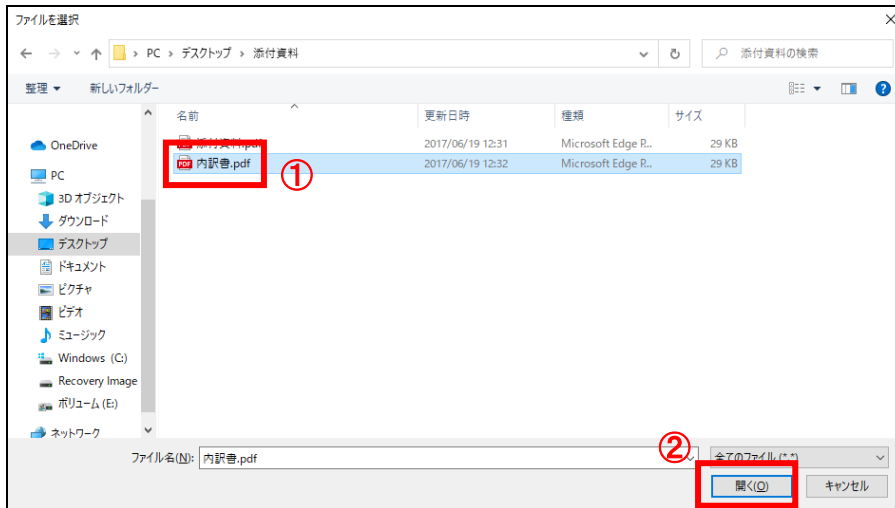 ファイルを選択
PC › デスクトップ › 添付資料
添付資料の検索
整理 新しいフォルダー
名前 更新日時 種類 サイズ
添付資料.pdf 2017/06/19 12:31 Microsoft Edge P... 29 KB
内訳書.pdf 2017/06/19 12:32 Microsoft Edge P... 29 KB
①
OneDrive
PC
3D オブジェクト
ダウンロード
デスクトップ
ドキュメント
ピクチャ
ビデオ
ミュージック
Windows (C:)
Recovery Image
ボリューム (E:)
ネットワーク
ファイル名(N): 内訳書.pdf
②
全てのファイル (*.*)
開く(O) キャンセル